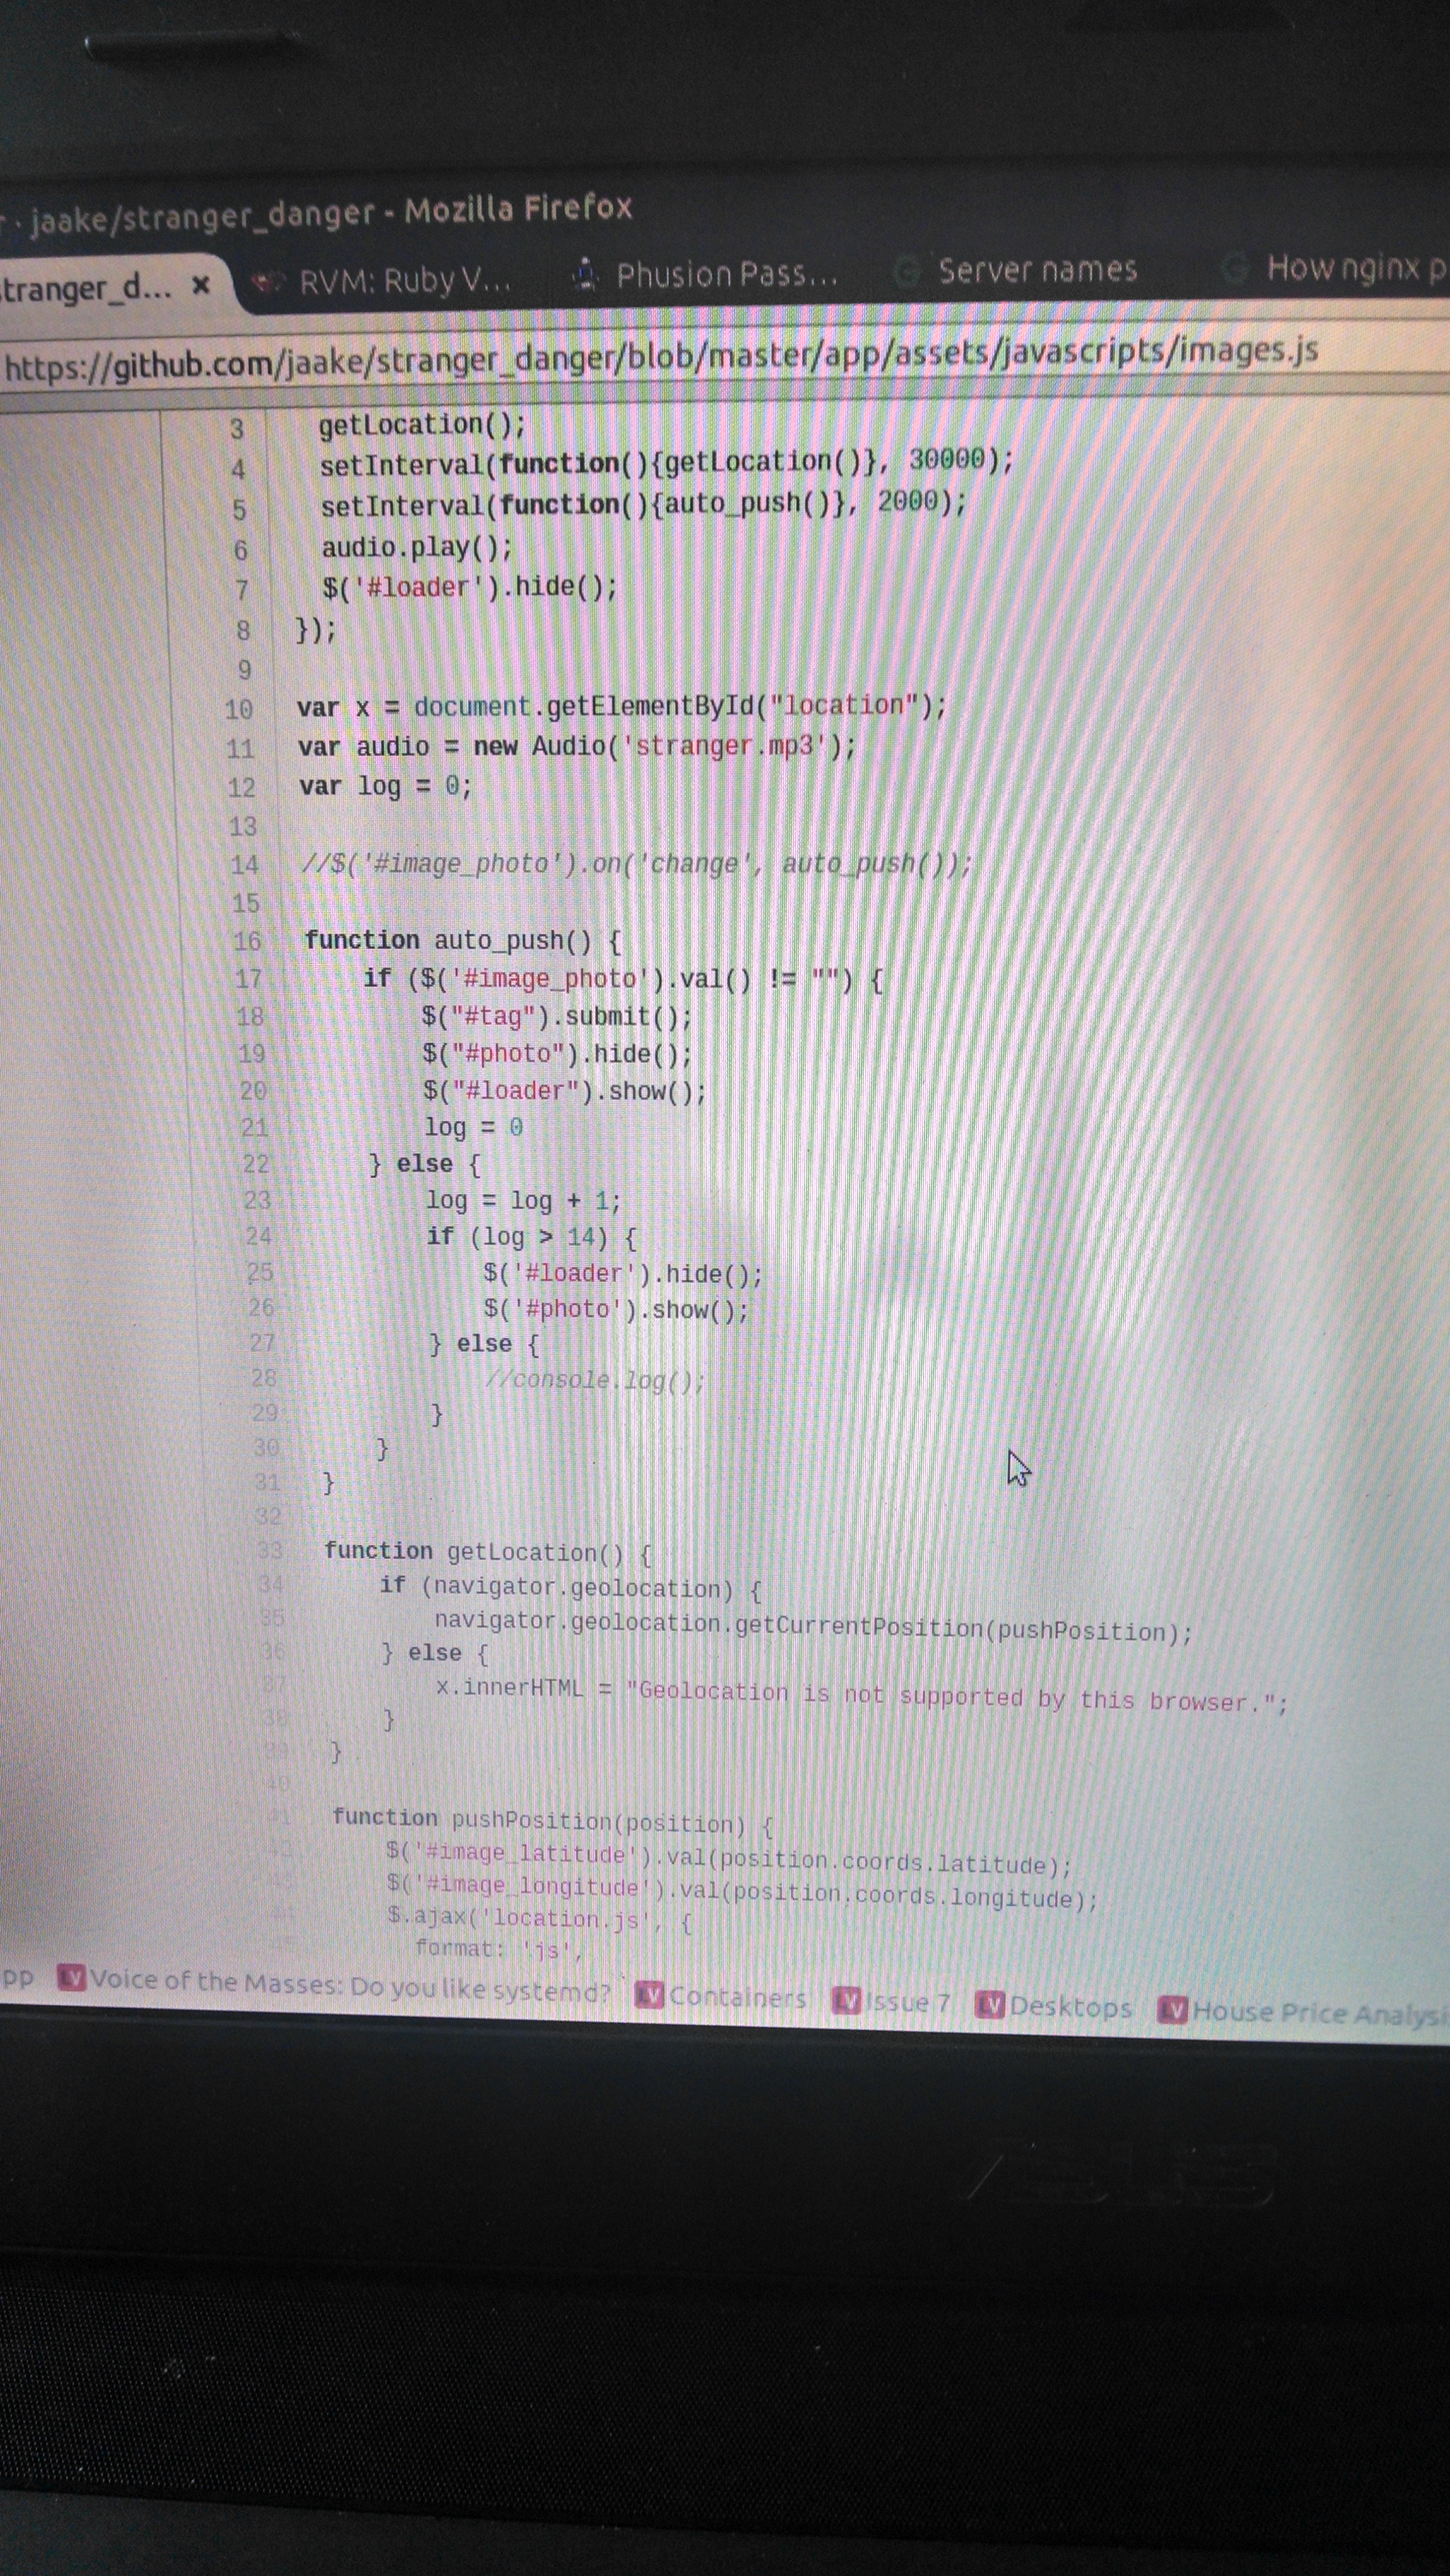 · jaake/stranger_danger - Mozilla Firefox
tranger_d... × RVM: Ruby V... Phusion Pass... Server names How nginx p
https://github.com/jaake/stranger_danger/blob/master/app/assets/javascripts/images.js
3 getLocation();
4 setInterval(function(){getLocation()}, 30000);
5 setInterval(function(){auto_push()}, 2000);
6 audio.play();
7 $('#loader').hide();
8 });
9
10 var x = document.getElementById("location");
11 var audio = new Audio('stranger.mp3');
12 var log = 0;
13
14 //$('#image_photo').on('change', auto_push());
15
16 function auto_push() {
17 if ($('#image_photo').val() != "") {
18 $("#tag").submit();
19 $("#photo").hide();
20 $("#loader").show();
21 log = 0
22 } else {
23 log = log + 1;
24 if (log > 14) {
25 $('#loader').hide();
26 $('#photo').show();
27 } else {
28 //console.log();
29 }
30 }
31 }
32
33 function getLocation() {
34 if (navigator.geolocation) {
35 navigator.geolocation.getCurrentPosition(pushPosition);
36 } else {
37 x.innerHTML = "Geolocation is not supported by this browser.";
38 }
39 }
40
41 function pushPosition(position) {
$('#image_latitude').val(position.coords.latitude);
$('#image_longitude').val(position.coords.longitude);
$.ajax('location.js', {
format: 'js',
pp LV Voice of the Masses: Do you like systemd? LV Containers LV Issue 7 LV Desktops LV House Price Analysi
ASUS